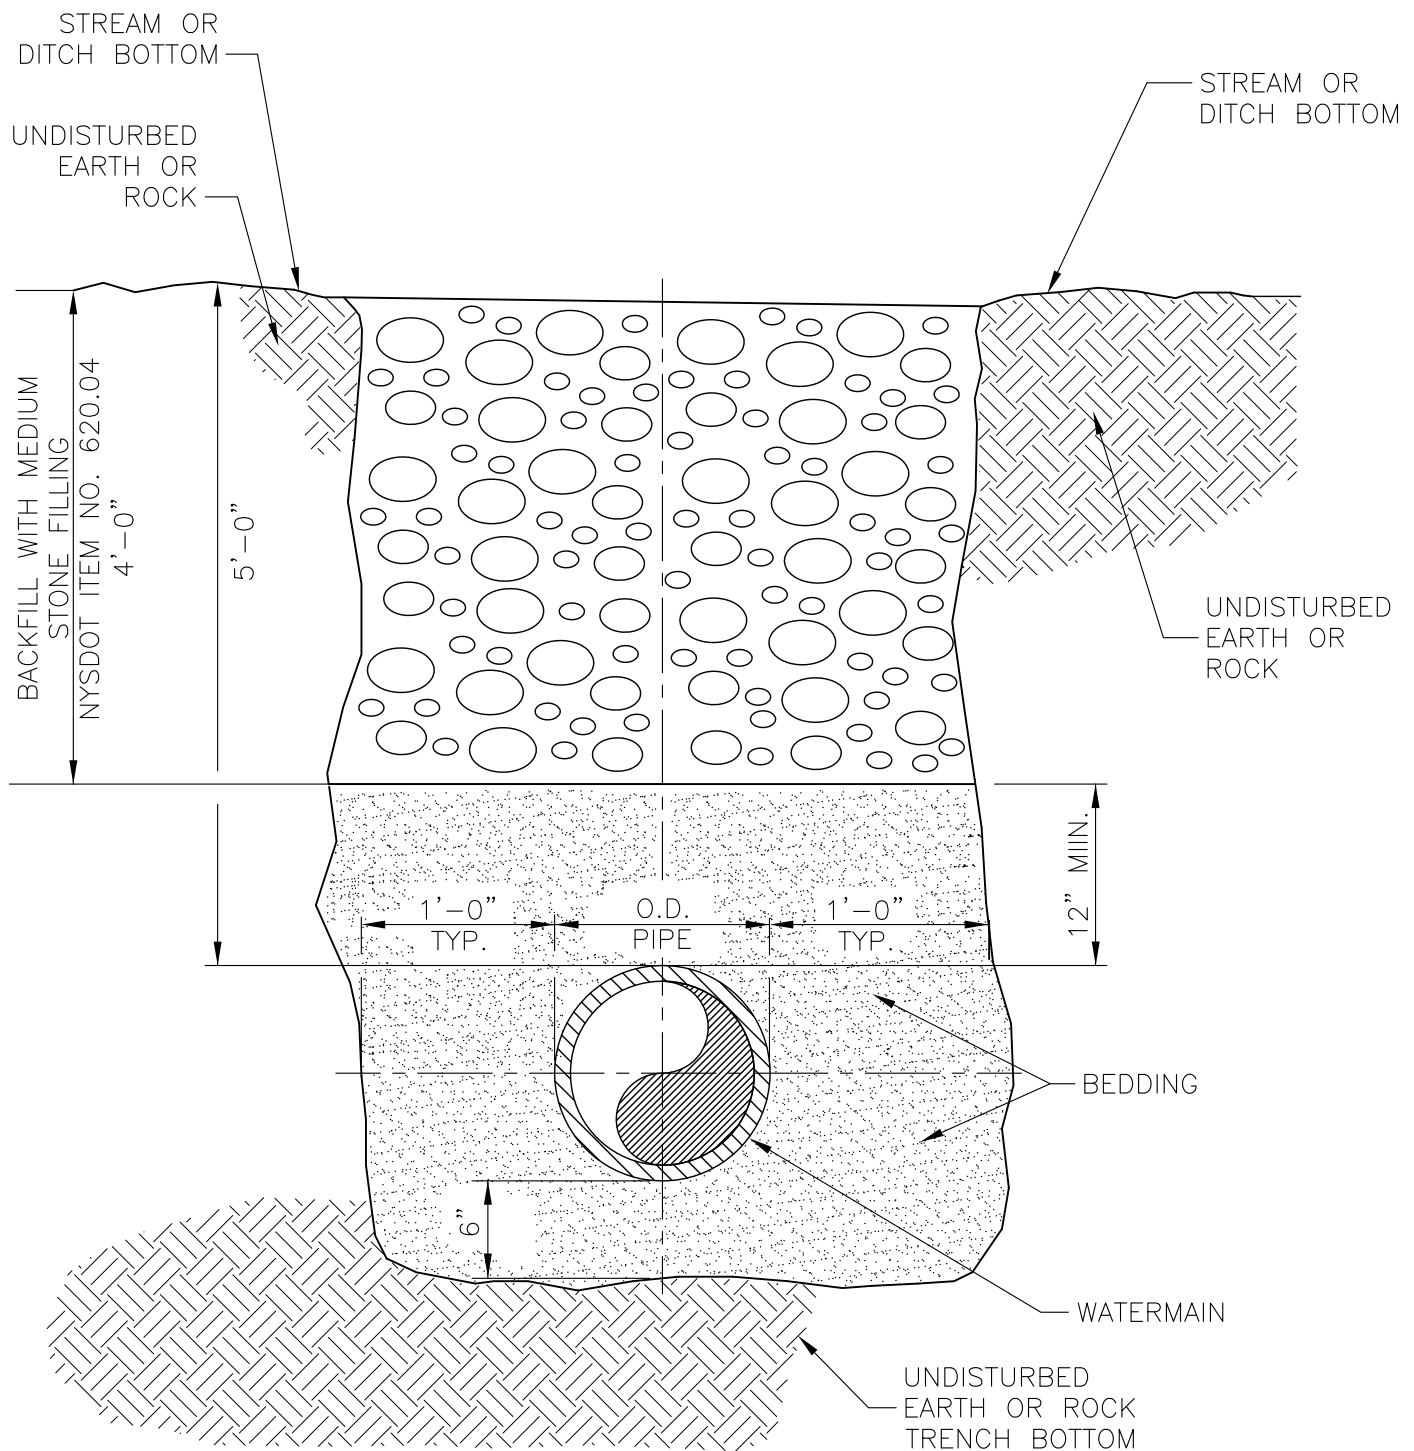 STREAM OR
DITCH BOTTOM
STREAM OR
DITCH BOTTOM
UNDISTURBED
EARTH OR
ROCK
BACKFILL WITH MEDIUM
STONE FILLING
NYSDOT ITEM NO. 620.04
4'-0"
5'-0"
UNDISTURBED
EARTH OR
ROCK
12" MIIN.
1'-0"
TYP.
O.D.
PIPE
1'-0"
TYP.
BEDDING
6"
WATERMAIN
UNDISTURBED
EARTH OR ROCK
TRENCH BOTTOM